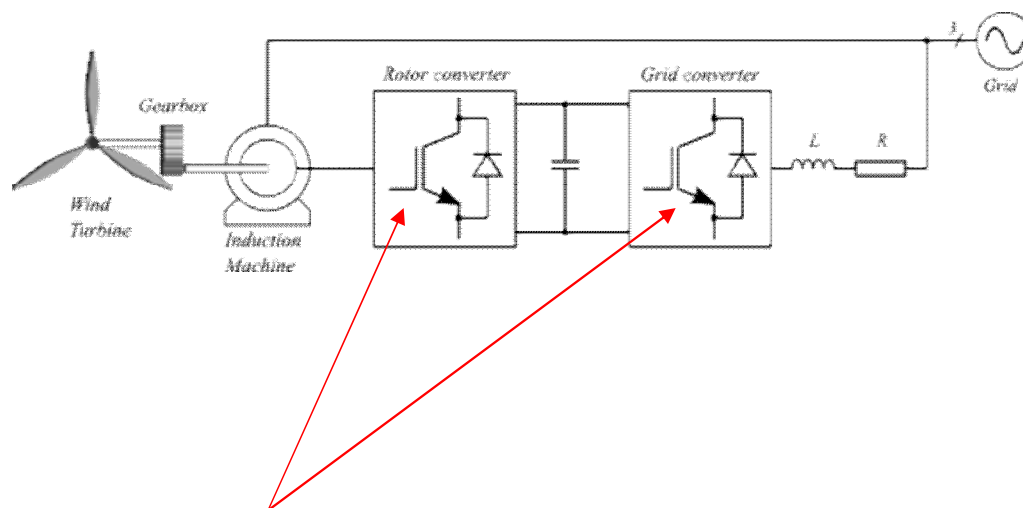 3
Rotor converter
Grid converter
Grid
Gearbox
L
R
Wind
Turbine
Induction
Machine